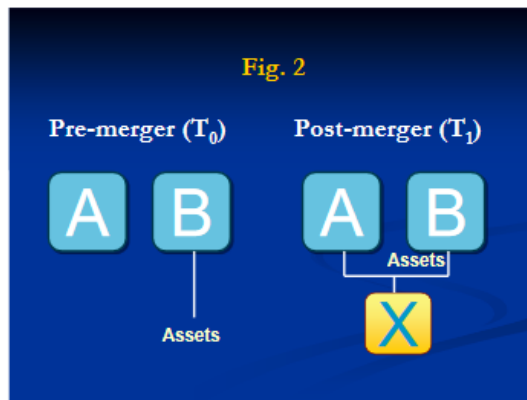 Fig. 2
Pre-merger (T0) Post-merger (T1)
A B A B
Assets
X
Assets